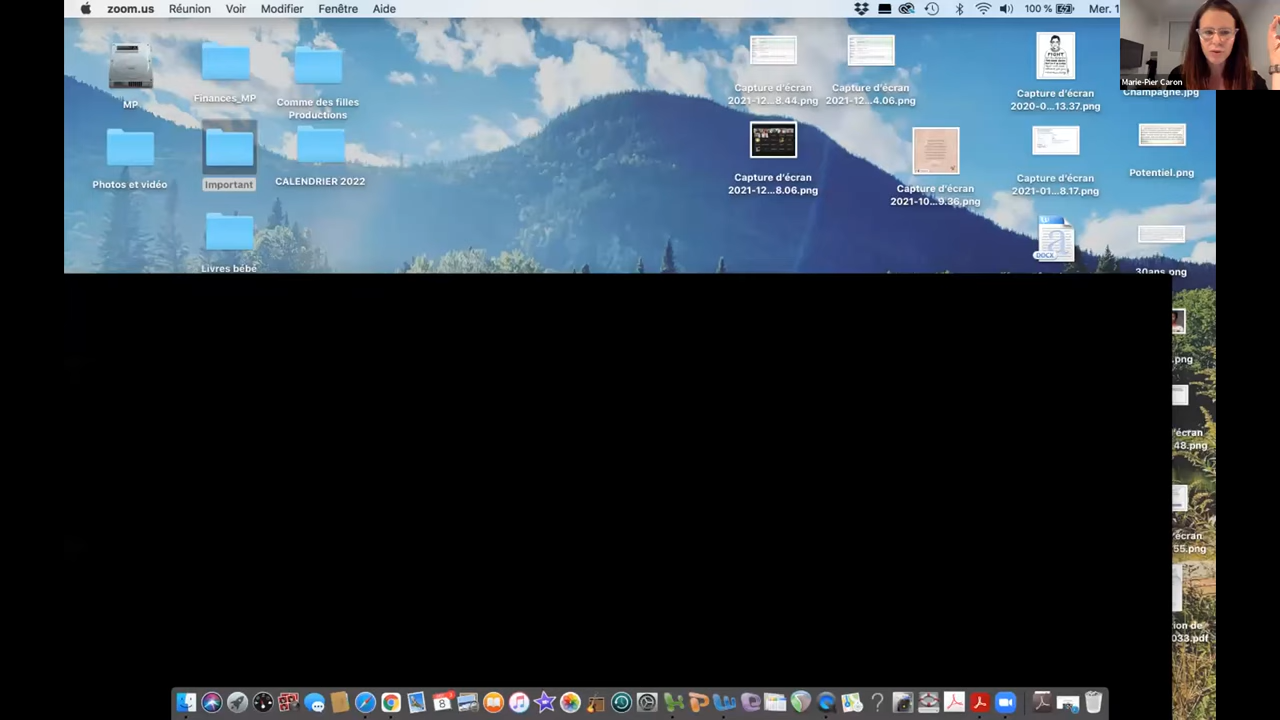 zoom.us Réunion Voir Modifier Fenêtre Aide 100 % Mer. 1
Marie-Pier Caron
MP
Finances_MP
Comme des filles
Productions
Capture d'écran
2021-12...8.44.png
Capture d'écran
2021-12...4.06.png
FIGHT
Capture d'écran
2020-0...13.37.png
Champagne.jpg
Photos et vidéo
Important
CALENDRIER 2022
Capture d'écran
2021-12...8.06.png
Capture d'écran
2021-10...9.36.png
Capture d'écran
2021-01...8.17.png
Potentiel.png
Livres bébé
DOCX
30ans.png
.png
écran
48.png
écran
55.png
ion de
033.pdf
8